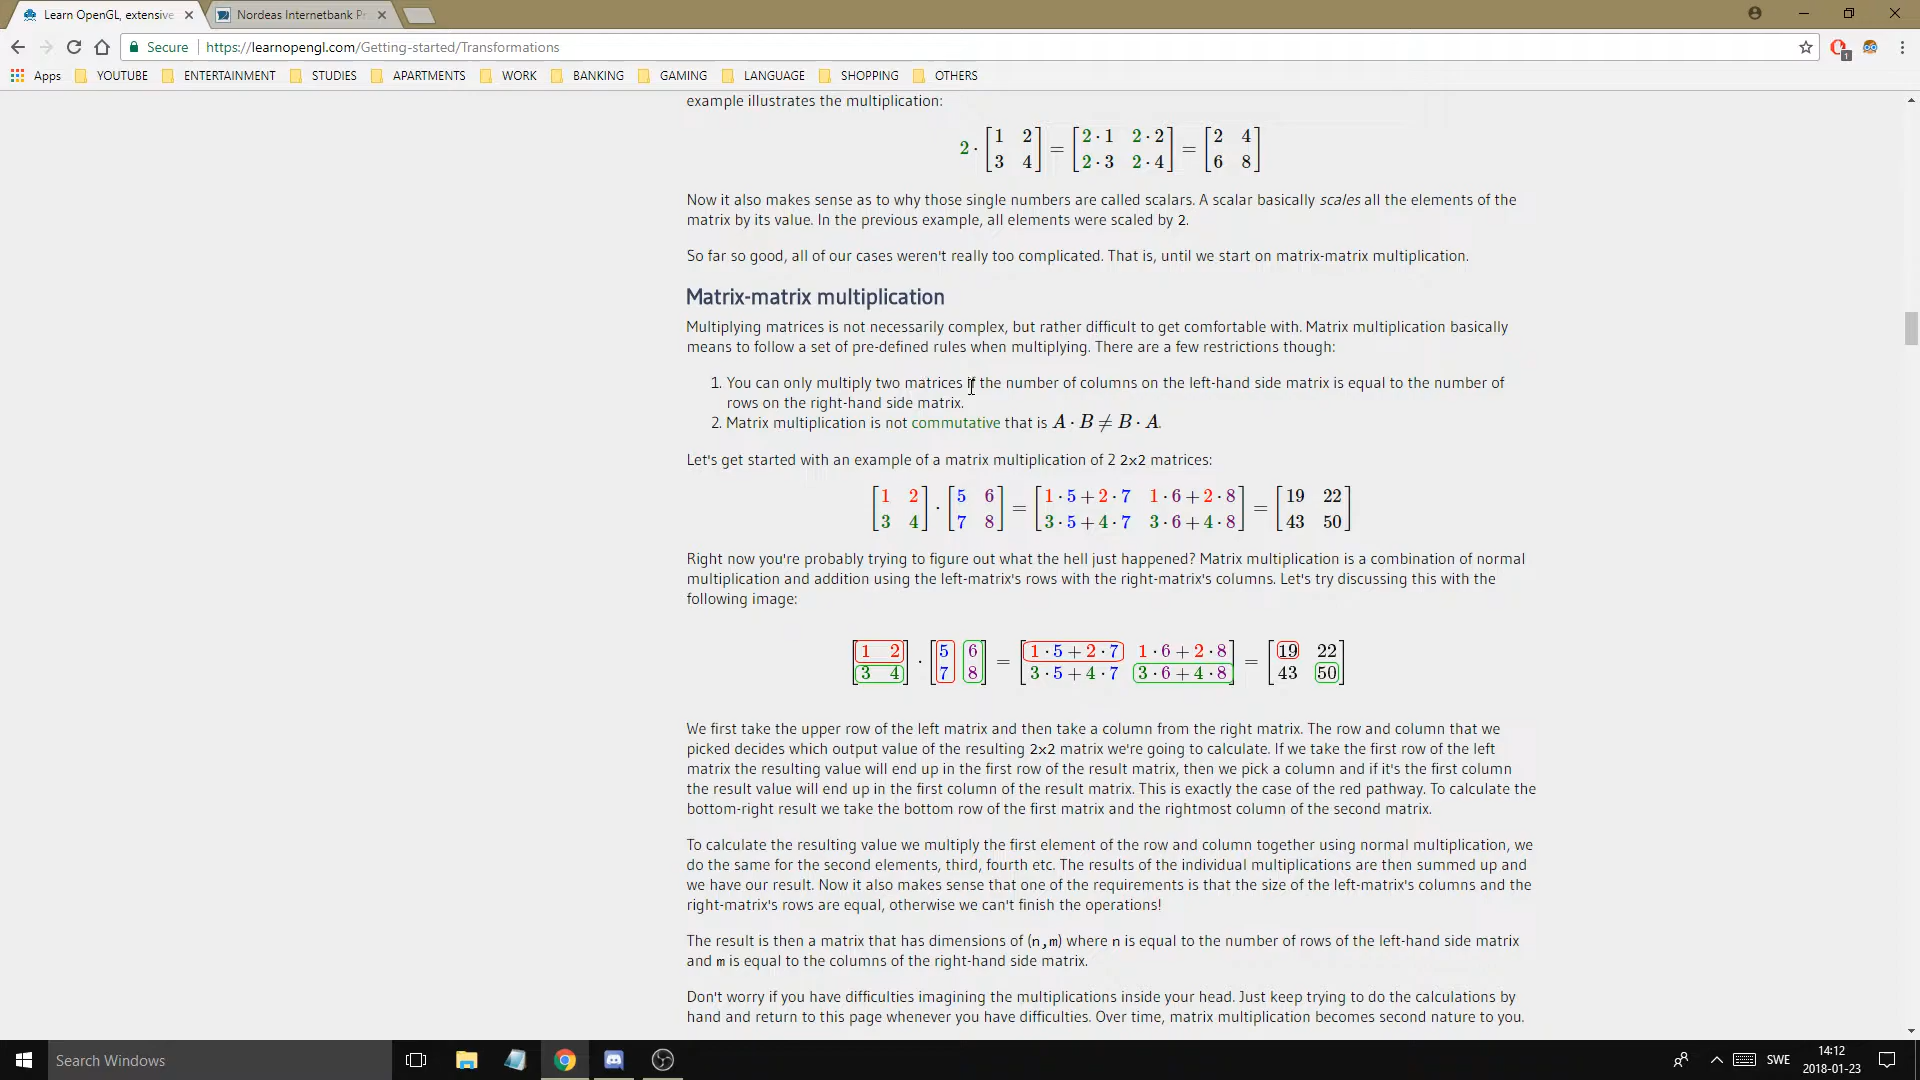 Learn OpenGL, extensive
Nordeas Internetbank P
Secure
https://learnopengl.com/Getting-started/Transformations
1
Apps YOUTUBE ENTERTAINMENT STUDIES APARTMENTS WORK BANKING GAMING LANGUAGE SHOPPING OTHERS
example illustrates the multiplication:
2 · [1 2 = [2 · 1 2 · 2 = [2 4
3 4] 2 · 3 2 · 4] 6 8]
Now it also makes sense as to why those single numbers are called scalars. A scalar basically scales all the elements of the
matrix by its value. In the previous example, all elements were scaled by 2.
So far so good, all of our cases weren't really too complicated. That is, until we start on matrix-matrix multiplication.
Matrix-matrix multiplication
Multiplying matrices is not necessarily complex, but rather difficult to get comfortable with. Matrix multiplication basically
means to follow a set of pre-defined rules when multiplying. There are a few restrictions though:
1. You can only multiply two matrices if the number of columns on the left-hand side matrix is equal to the number of
rows on the right-hand side matrix.
2. Matrix multiplication is not commutative that is A · B ≠ B · A.
Let's get started with an example of a matrix multiplication of 2 2x2 matrices:
[1 2 · [5 6 = [1 · 5 + 2 · 7 1 · 6 + 2 · 8 = [19 22
3 4] 7 8] 3 · 5 + 4 · 7 3 · 6 + 4 · 8] 43 50]
Right now you're probably trying to figure out what the hell just happened? Matrix multiplication is a combination of normal
multiplication and addition using the left-matrix's rows with the right-matrix's columns. Let's try discussing this with the
following image:
[1 2 · [5 6 = [1 · 5 + 2 · 7 1 · 6 + 2 · 8 = [19 22
3 4] 7 8] 3 · 5 + 4 · 7 3 · 6 + 4 · 8] 43 50]
We first take the upper row of the left matrix and then take a column from the right matrix. The row and column that we
picked decides which output value of the resulting 2x2 matrix we're going to calculate. If we take the first row of the left
matrix the resulting value will end up in the first row of the result matrix, then we pick a column and if it's the first column
the result value will end up in the first column of the result matrix. This is exactly the case of the red pathway. To calculate the
bottom-right result we take the bottom row of the first matrix and the rightmost column of the second matrix.
To calculate the resulting value we multiply the first element of the row and column together using normal multiplication, we
do the same for the second elements, third, fourth etc. The results of the individual multiplications are then summed up and
we have our result. Now it also makes sense that one of the requirements is that the size of the left-matrix's columns and the
right-matrix's rows are equal, otherwise we can't finish the operations!
The result is then a matrix that has dimensions of (n,m) where n is equal to the number of rows of the left-hand side matrix
and m is equal to the columns of the right-hand side matrix.
Don't worry if you have difficulties imagining the multiplications inside your head. Just keep trying to do the calculations by
hand and return to this page whenever you have difficulties. Over time, matrix multiplication becomes second nature to you.
Search Windows
SWE
14:12
2018-01-23